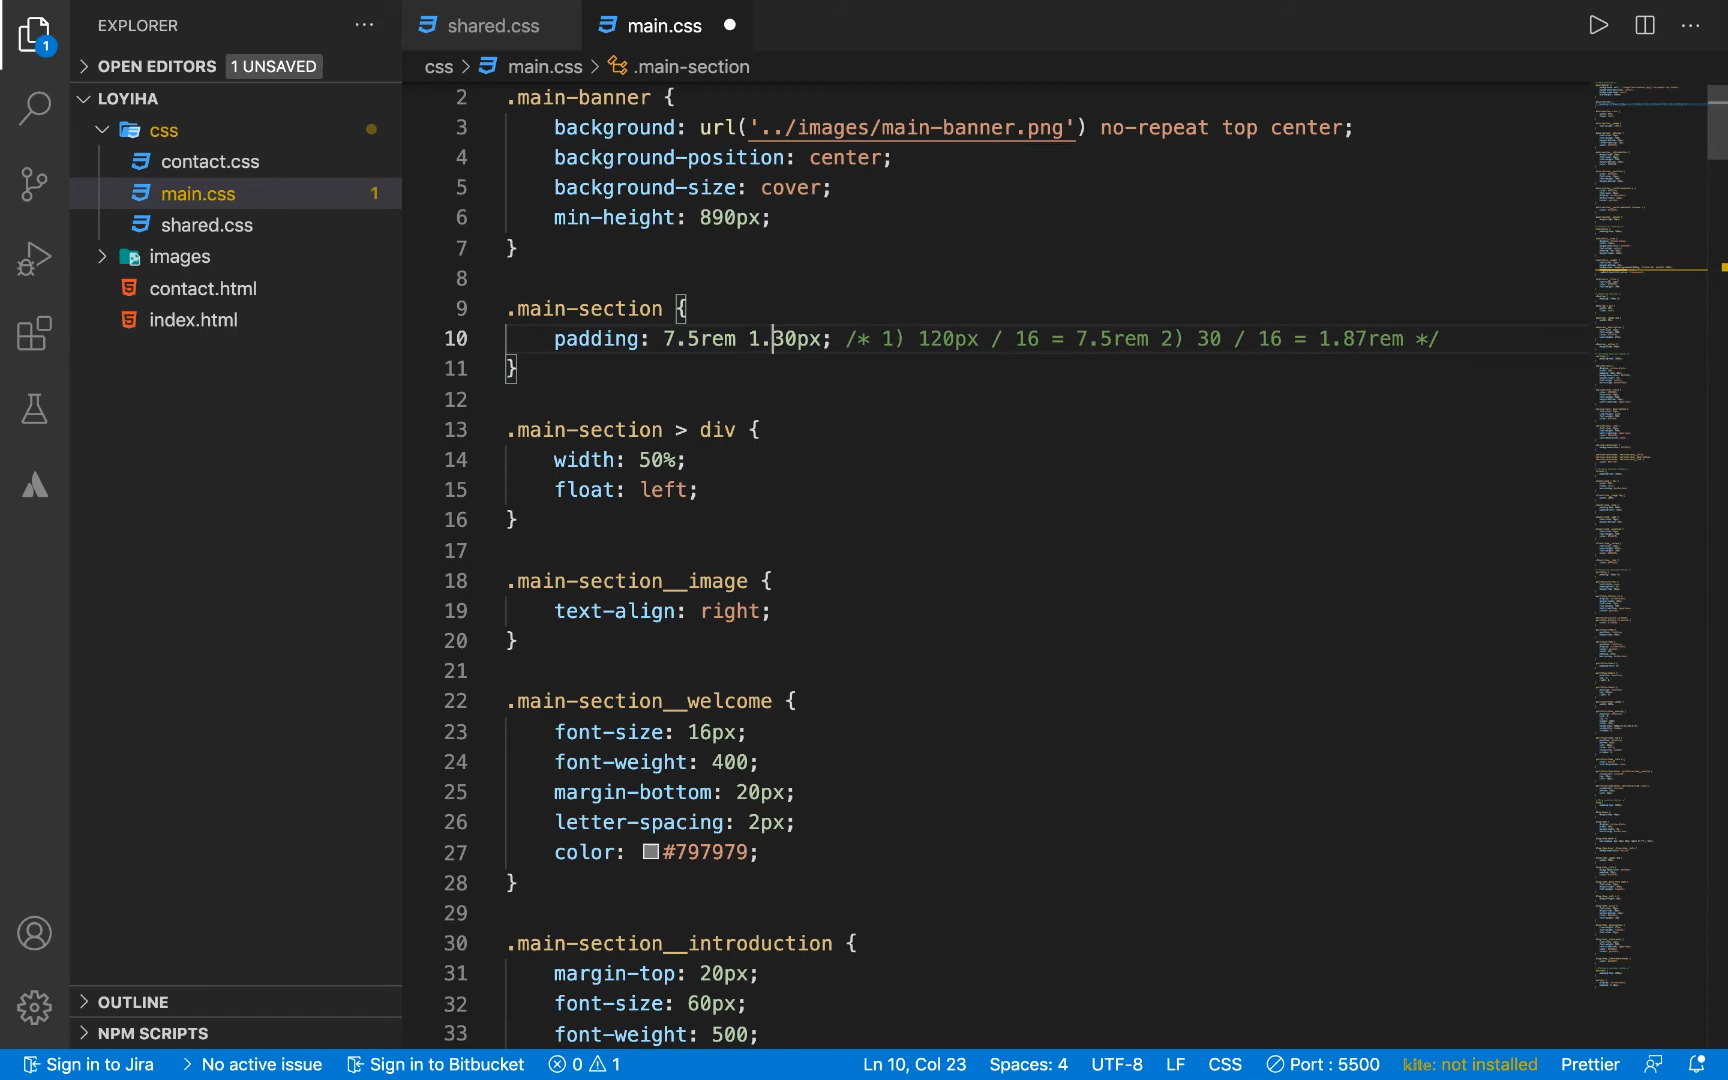 EXPLORER
OPEN EDITORS 1 UNSAVED
LOYIHA
css
contact.css
main.css 1
shared.css
images
contact.html
index.html
OUTLINE
NPM SCRIPTS
1
shared.css
main.css
css > main.css > .main-section
2 .main-banner {
3 background: url('../images/main-banner.png') no-repeat top center;
4 background-position: center;
5 background-size: cover;
6 min-height: 890px;
7 }
8
9 .main-section {
10 padding: 7.5rem 1.30px; /* 1) 120px / 16 = 7.5rem 2) 30 / 16 = 1.87rem */
11 }
12
13 .main-section > div {
14 width: 50%;
15 float: left;
16 }
17
18 .main-section__image {
19 text-align: right;
20 }
21
22 .main-section__welcome {
23 font-size: 16px;
24 font-weight: 400;
25 margin-bottom: 20px;
26 letter-spacing: 2px;
27 color: #797979;
28 }
29
30 .main-section__introduction {
31 margin-top: 20px;
32 font-size: 60px;
33 font-weight: 500;
Sign in to Jira > No active issue Sign in to Bitbucket 0 1 Ln 10, Col 23 Spaces: 4 UTF-8 LF CSS Port : 5500 kite: not installed Prettier